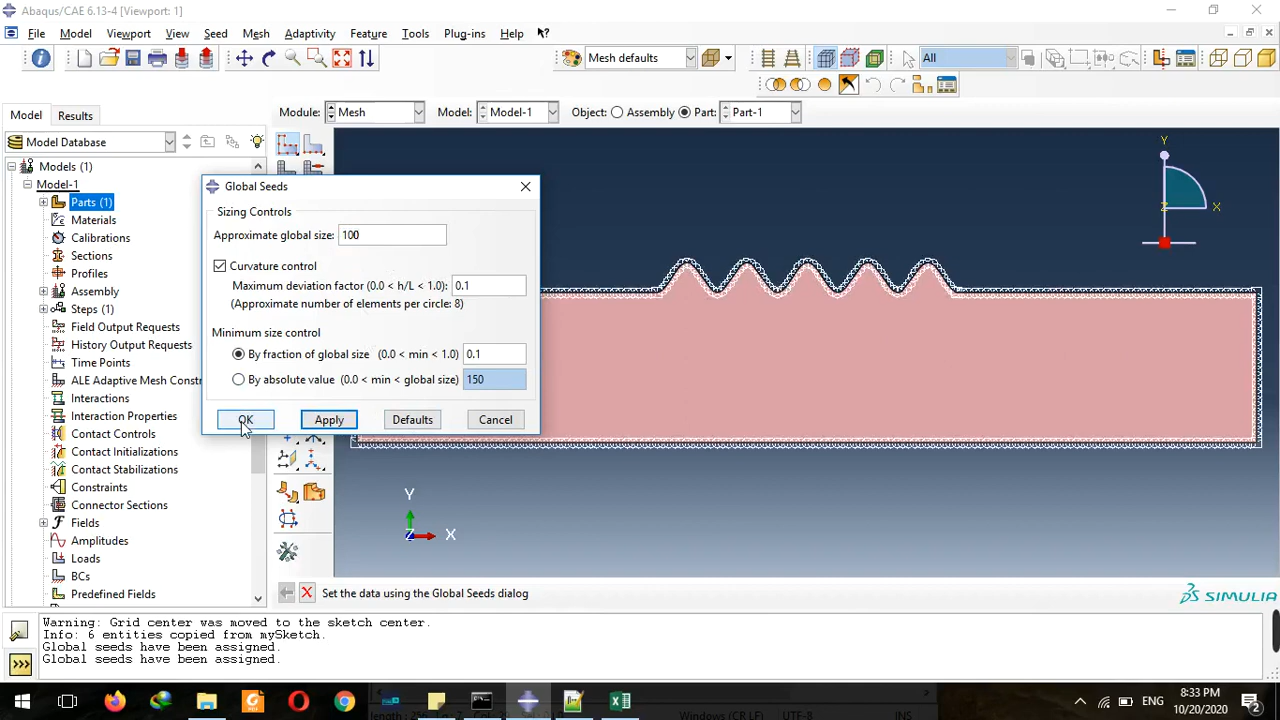 Abaqus/CAE 6.13-4 [Viewport: 1]
File Model Viewport View Seed Mesh Adaptivity Feature Tools Plug-ins Help
Mesh defaults All
Module: Mesh Model: Model-1 Object: Assembly Part: Part-1
Model Results
Model Database
Models (1)
Model-1
Parts (1)
Materials
Calibrations
Sections
Profiles
Assembly
Steps (1)
Field Output Requests
History Output Requests
Time Points
ALE Adaptive Mesh Constr
Interactions
Interaction Properties
Contact Controls
Contact Initializations
Contact Stabilizations
Constraints
Connector Sections
Fields
Amplitudes
Loads
BCs
Predefined Fields
Global Seeds
Sizing Controls
Approximate global size: 100
Curvature control
Maximum deviation factor (0.0 < h/L < 1.0): 0.1
(Approximate number of elements per circle: 8)
Minimum size control
By fraction of global size (0.0 < min < 1.0) 0.1
By absolute value (0.0 < min < global size) 150
OK Apply Defaults Cancel
Y
Z X
Y
Z X
Set the data using the Global Seeds dialog
SIMULIA
Warning: Grid center was moved to the sketch center.
Info: 6 entities copied from mySketch.
Global seeds have been assigned.
Global seeds have been assigned.
ENG
8:33 PM
10/20/2020
2